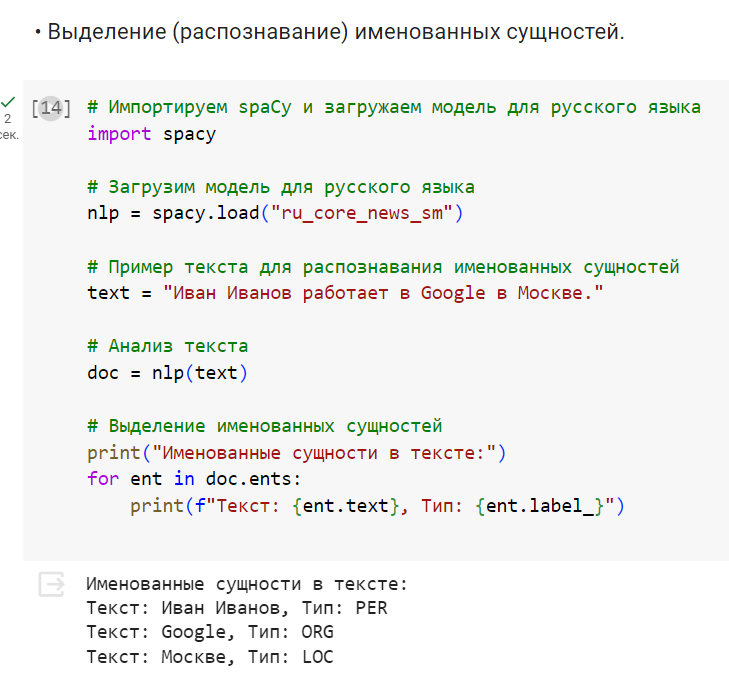 • Выделение (распознавание) именованных сущностей.
[14]
2
сек.
# Импортируем spaCy и загружаем модель для русского языка
import spacy
# Загрузим модель для русского языка
nlp = spacy.load("ru_core_news_sm")
# Пример текста для распознавания именованных сущностей
text = "Иван Иванов работает в Google в Москве."
# Анализ текста
doc = nlp(text)
# Выделение именованных сущностей
print("Именованные сущности в тексте:")
for ent in doc.ents:
    print(f"Текст: {ent.text}, Тип: {ent.label_}")
Именованные сущности в тексте:
Текст: Иван Иванов, Тип: PER
Текст: Google, Тип: ORG
Текст: Москве, Тип: LOC